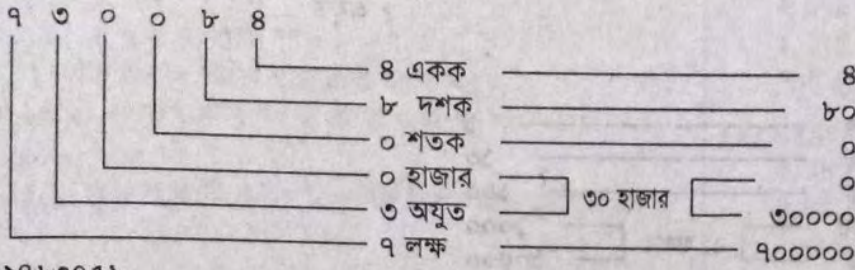 ৭ ৩ ০ ০ ৮ ৪
৪ একক ৪
৮ দশক ৮০
০ শতক ০
০ হাজার ০
৩০ হাজার
৩ অযুত ৩০০০০
৭ লক্ষ ৭০০০০০